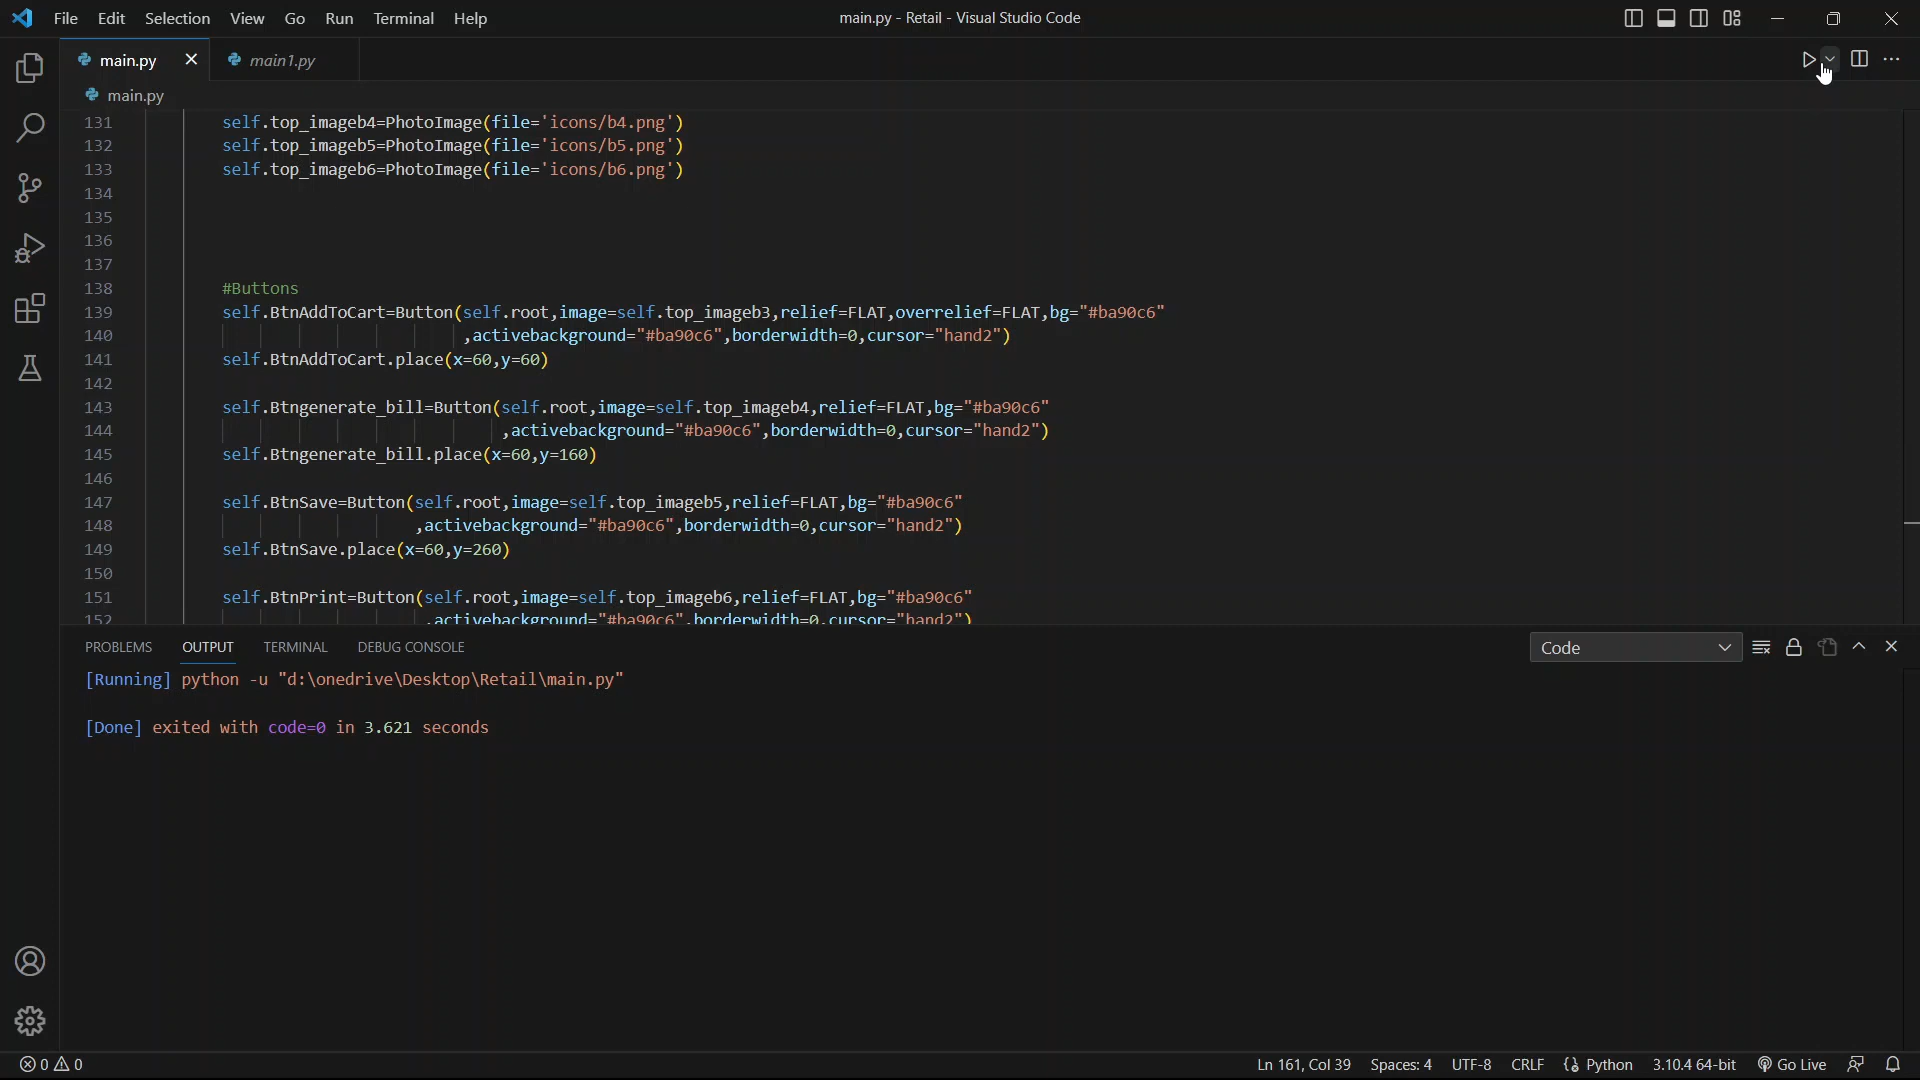 File Edit Selection View Go Run Terminal Help
main.py - Retail - Visual Studio Code
main.py
main1.py
main.py
131 self.top_imageb4=PhotoImage(file='icons/b4.png')
132 self.top_imageb5=PhotoImage(file='icons/b5.png')
133 self.top_imageb6=PhotoImage(file='icons/b6.png')
134
135
136
137
138 #Buttons
139 self.BtnAddToCart=Button(self.root,image=self.top_imageb3,relief=FLAT,overrelief=FLAT,bg="#ba90c6"
140 ,activebackground="#ba90c6",borderwidth=0,cursor="hand2")
141 self.BtnAddToCart.place(x=60,y=60)
142
143 self.Btngenerate_bill=Button(self.root,image=self.top_imageb4,relief=FLAT,bg="#ba90c6"
144 ,activebackground="#ba90c6",borderwidth=0,cursor="hand2")
145 self.Btngenerate_bill.place(x=60,y=160)
146
147 self.BtnSave=Button(self.root,image=self.top_imageb5,relief=FLAT,bg="#ba90c6"
148 ,activebackground="#ba90c6",borderwidth=0,cursor="hand2")
149 self.BtnSave.place(x=60,y=260)
150
151 self.BtnPrint=Button(self.root,image=self.top_imageb6,relief=FLAT,bg="#ba90c6"
152 ,activebackground="#ba90c6",borderwidth=0,cursor="hand2")
PROBLEMS OUTPUT TERMINAL DEBUG CONSOLE
Code
[Running] python -u "d:\onedrive\Desktop\Retail\main.py"
[Done] exited with code=0 in 3.621 seconds
0 0
Ln 161, Col 39 Spaces: 4 UTF-8 CRLF Python 3.10.4 64-bit Go Live